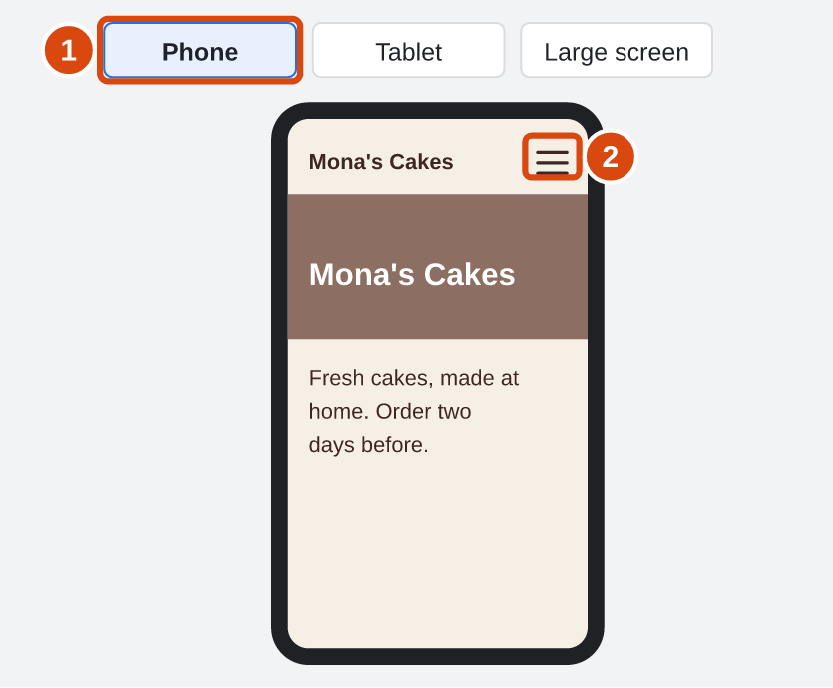 1
Phone
Tablet
Large screen
Mona's Cakes
2
Mona's Cakes
Fresh cakes, made at
home. Order two
days before.